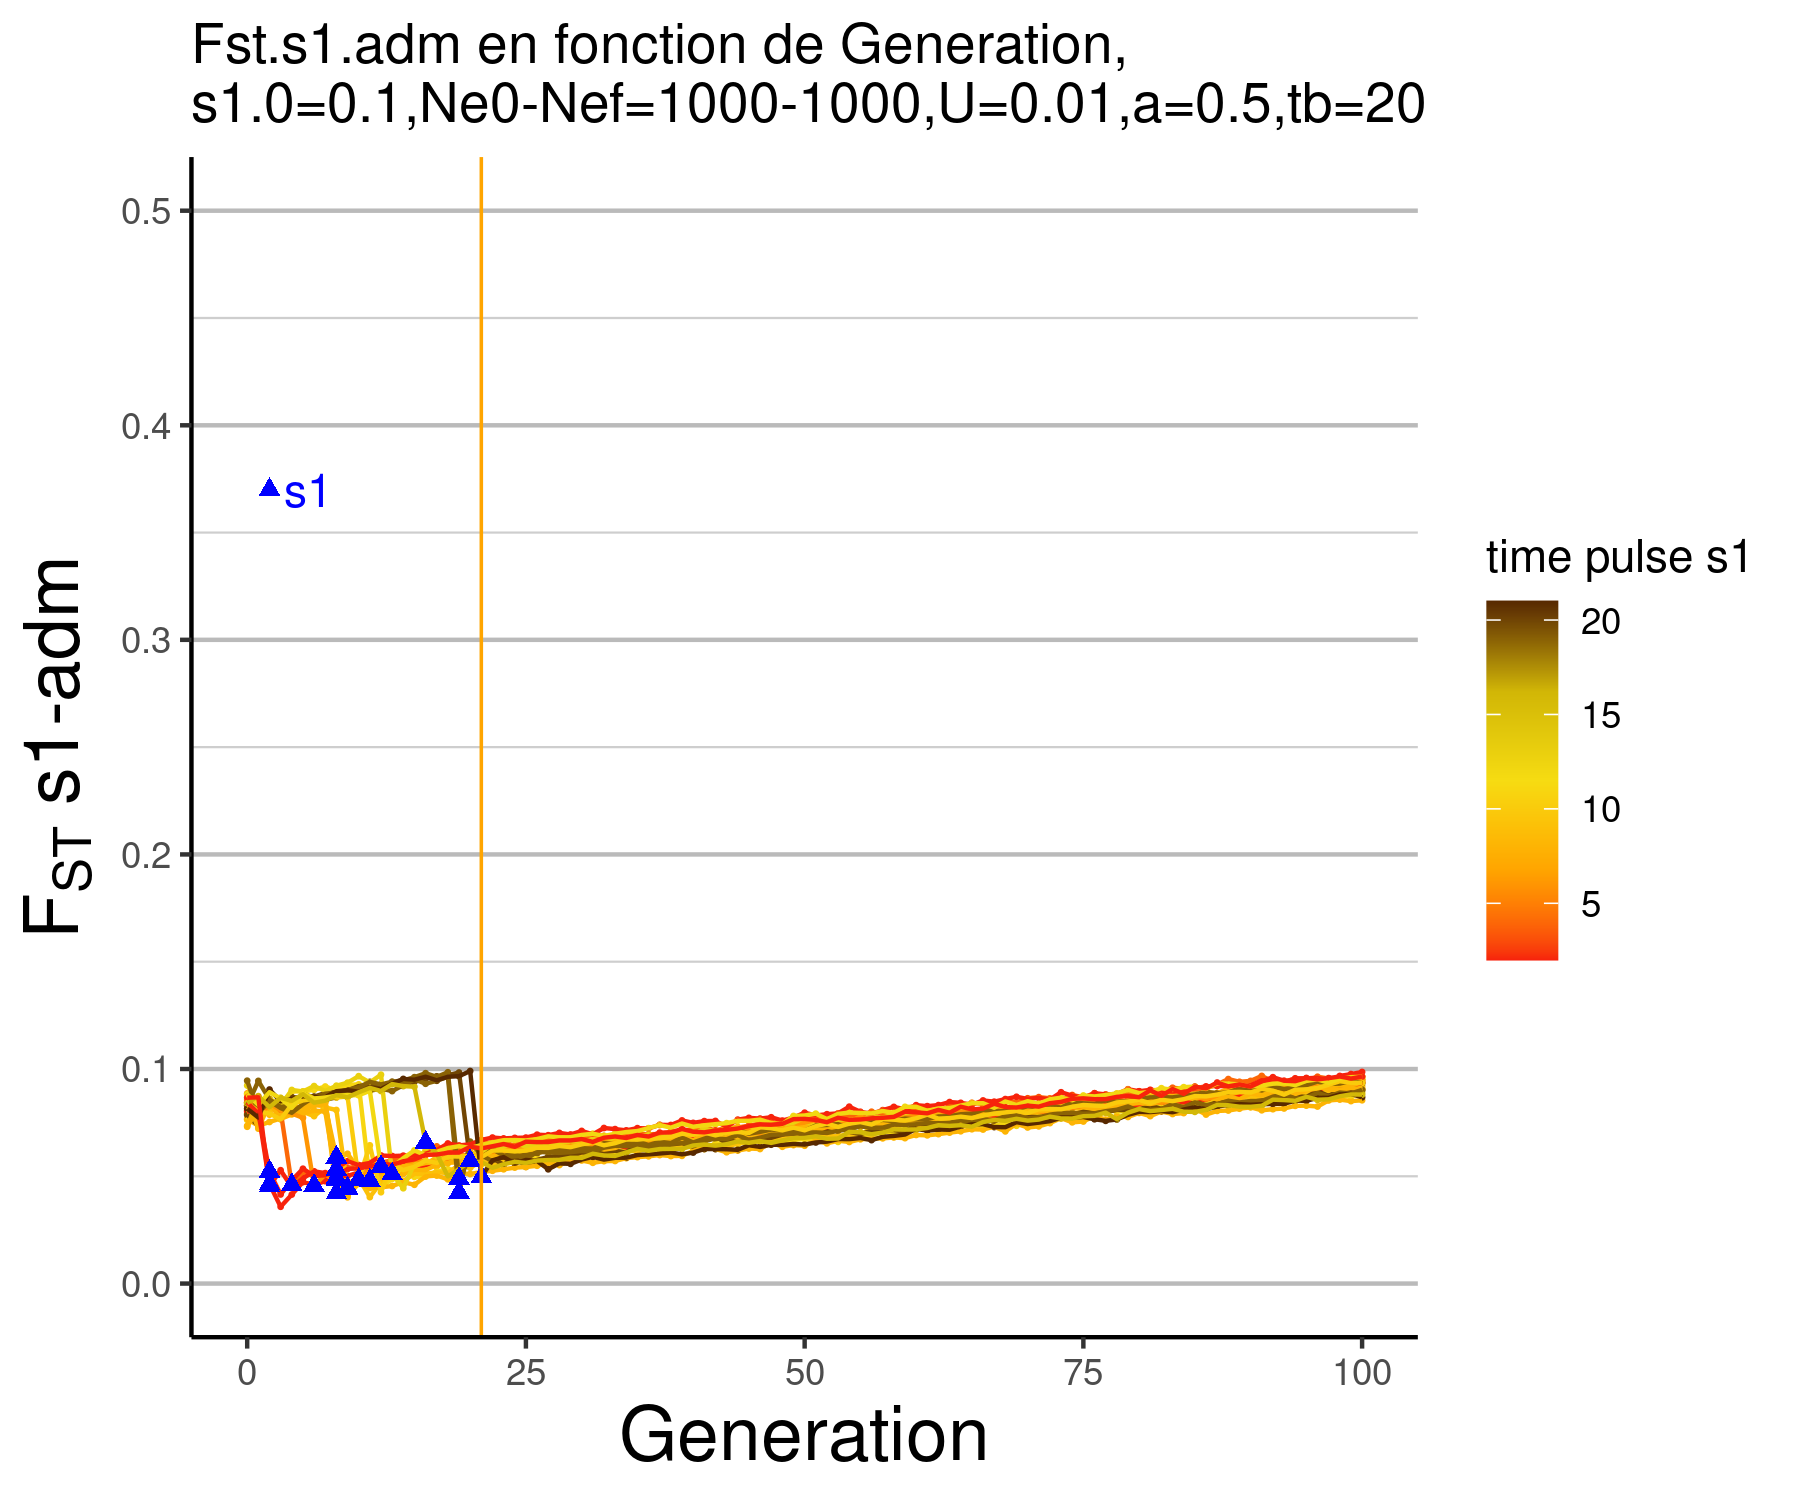 Fst.s1.adm en fonction de Generation,
s1.0=0.1,Ne0-Nef=1000-1000,U=0.01,a=0.5,tb=20
0.5
0.4
s1
0.3
0.2
0.1
0.0
FST s1-adm
0 25 50 75 100
Generation
time pulse s1
20
15
10
5